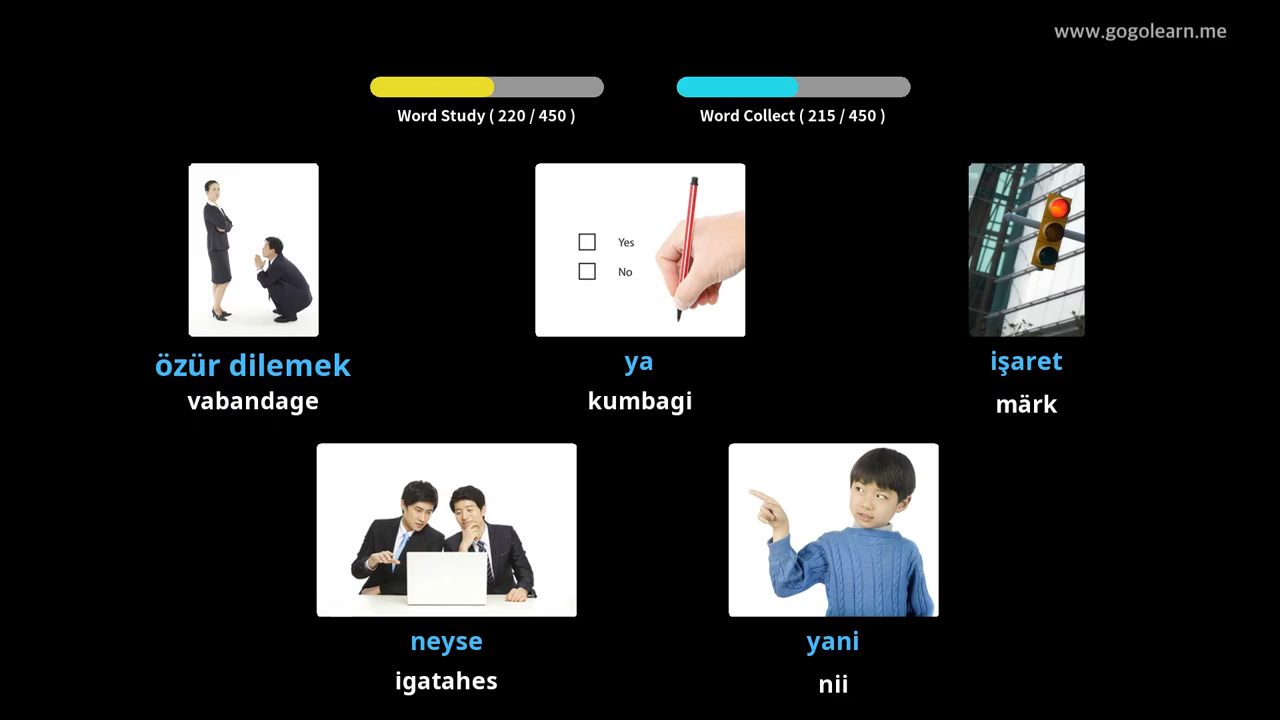 www.gogolearn.me
Word Study ( 220 / 450 )
Word Collect ( 215 / 450 )
Yes
No
özür dilemek
vabandage
ya
kumbagi
işaret
märk
neyse
igatahes
yani
nii